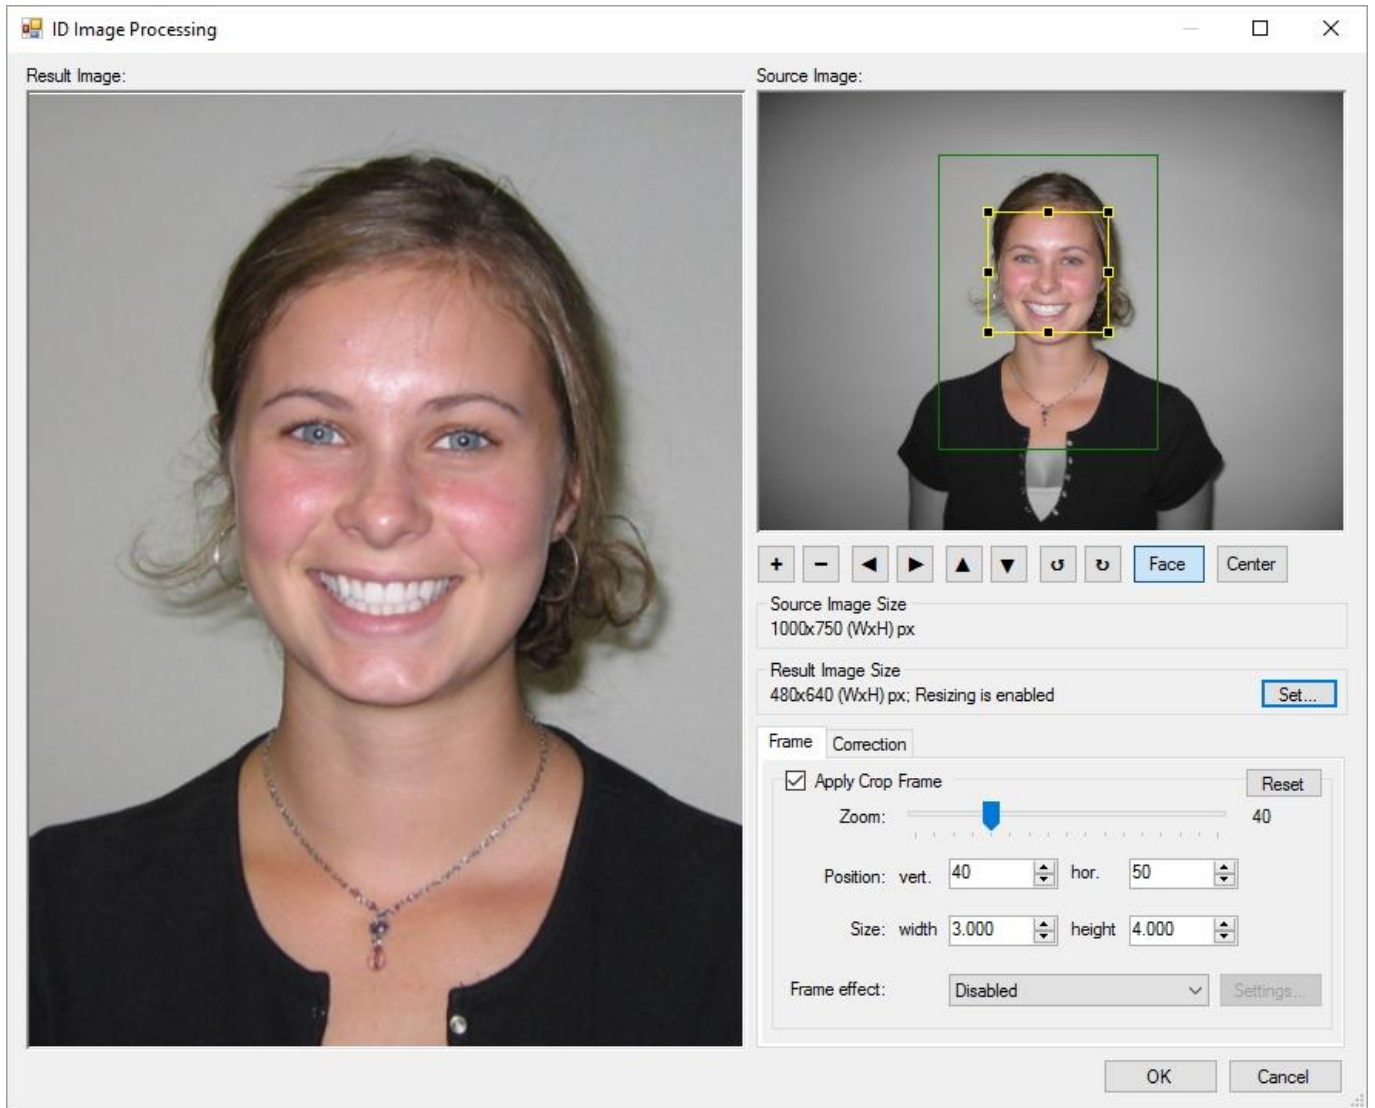 ID Image Processing
Result Image:
Source Image:
+ − ◀ ▶ ▲ ▼ ↺ ↻ Face Center
Source Image Size
1000x750 (WxH) px
Result Image Size
480x640 (WxH) px; Resizing is enabled
Set...
Frame Correction
Apply Crop Frame
Reset
Zoom: 40
Position: vert. 40 hor. 50
Size: width 3.000 height 4.000
Frame effect: Disabled Settings...
OK Cancel